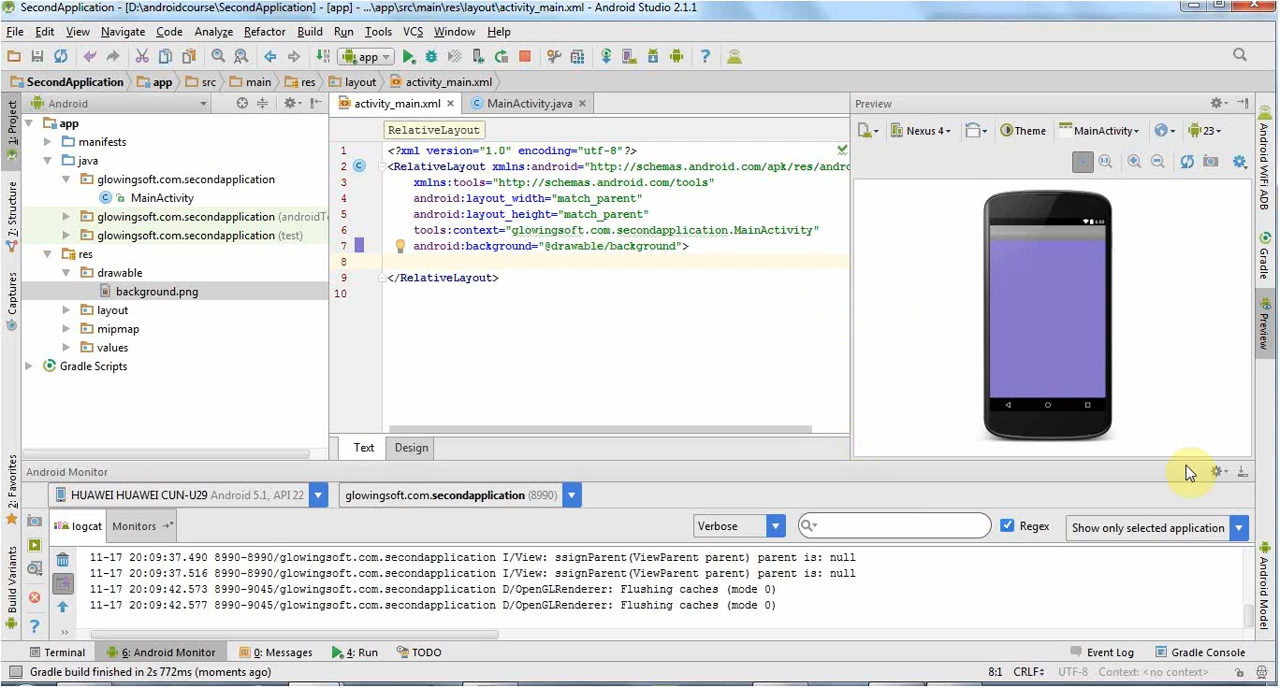 SecondApplication - [D:\androidcourse\SecondApplication] - [app] - ...\app\src\main\res\layout\activity_main.xml - Android Studio 2.1.1
File Edit View Navigate Code Analyze Refactor Build Run Tools VCS Window Help
app
SecondApplication app src main res layout activity_main.xml
Android
activity_main.xml MainActivity.java
Preview
1: Project
Z: Structure
Captures
2: Favorites
Build Variants
app
manifests
java
glowingsoft.com.secondapplication
MainActivity
glowingsoft.com.secondapplication (androidTe
glowingsoft.com.secondapplication (test)
res
drawable
background.png
layout
mipmap
values
Gradle Scripts
RelativeLayout
1 <?xml version="1.0" encoding="utf-8"?>
2 <RelativeLayout xmlns:android="http://schemas.android.com/apk/res/andro
3 xmlns:tools="http://schemas.android.com/tools"
4 android:layout_width="match_parent"
5 android:layout_height="match_parent"
6 tools:context="glowingsoft.com.secondapplication.MainActivity"
7 android:background="@drawable/background">
8
9 </RelativeLayout>
10
Text Design
Nexus 4 Theme MainActivity 23
6:00
Android WiFi ADB
Gradle
Preview
Android Model
Android Monitor
HUAWEI HUAWEI CUN-U29 Android 5.1, API 22 glowingsoft.com.secondapplication (8990)
logcat Monitors Verbose Regex Show only selected application
11-17 20:09:37.490 8990-8990/glowingsoft.com.secondapplication I/View: ssignParent(ViewParent parent) parent is: null
11-17 20:09:37.516 8990-8990/glowingsoft.com.secondapplication I/View: ssignParent(ViewParent parent) parent is: null
11-17 20:09:42.573 8990-9045/glowingsoft.com.secondapplication D/OpenGLRenderer: Flushing caches (mode 0)
11-17 20:09:42.577 8990-9045/glowingsoft.com.secondapplication D/OpenGLRenderer: Flushing caches (mode 0)
Terminal 6: Android Monitor 0: Messages 4: Run TODO Event Log Gradle Console
Gradle build finished in 2s 772ms (moments ago) 8:1 CRLF UTF-8 Context: <no context>